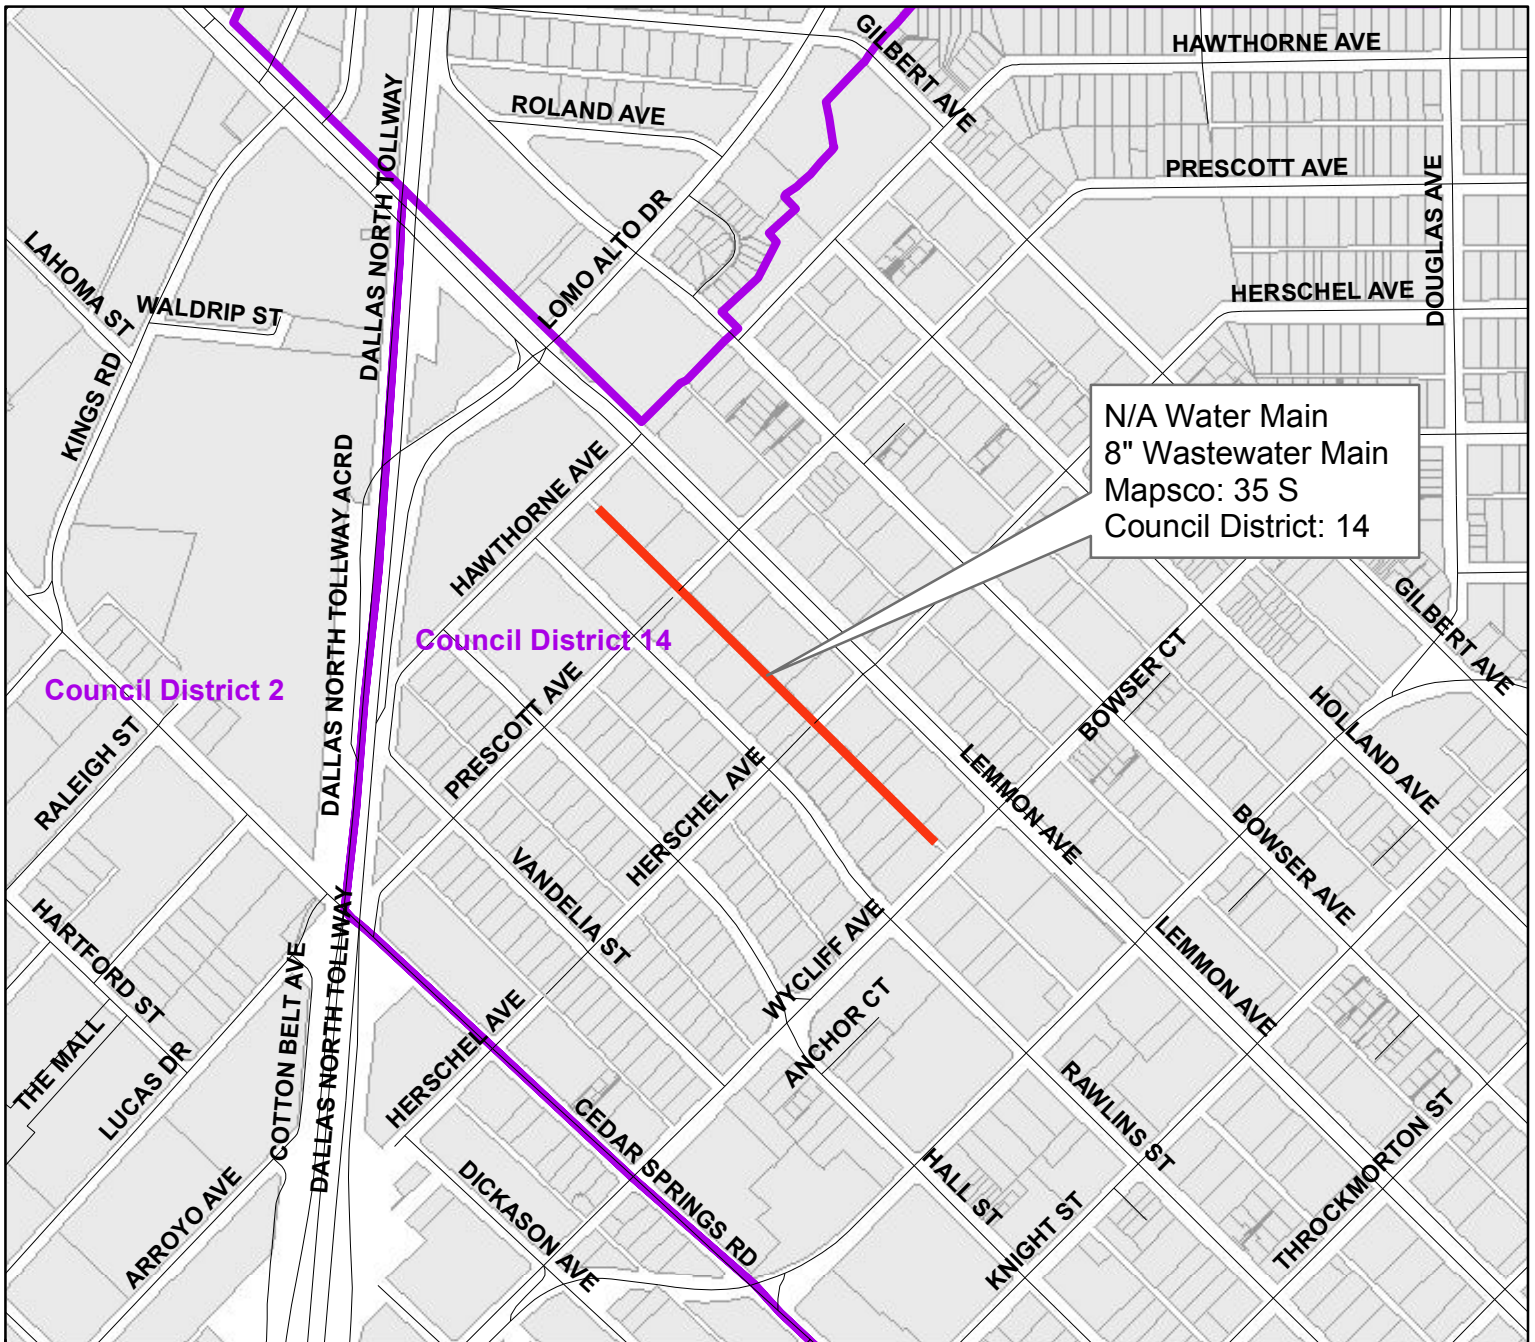 HAWTHORNE AVE
GILBERT AVE
ROLAND AVE
DALLAS NORTH TOLLWAY
PRESCOTT AVE
DOUGLAS AVE
LOMO ALTO DR
LAHOMA ST
WALDRIP ST
HERSCHEL AVE
KINGS RD
N/A Water Main
8" Wastewater Main
Mapsco: 35 S
Council District: 14
HAWTHORNE AVE
DALLAS NORTH TOLLWAY ACRD
Council District 14
Council District 2
GILBERT AVE
BOWSER CT
PRESCOTT AVE
HOLLAND AVE
RALEIGH ST
HERSCHEL AVE
LEMMON AVE
BOWSER AVE
VANDELIA ST
HARTFORD ST
WYCLIFF AVE
LEMMON AVE
COTTON BELT AVE
DALLAS NORTH TOLLWAY
ANCHOR CT
THE MALL
LUCAS DR
HERSCHEL AVE
RAWLINS ST
CEDAR SPRINGS RD
THROCKMORTON ST
HALL ST
ARROYO AVE
DICKASON AVE
KNIGHT ST